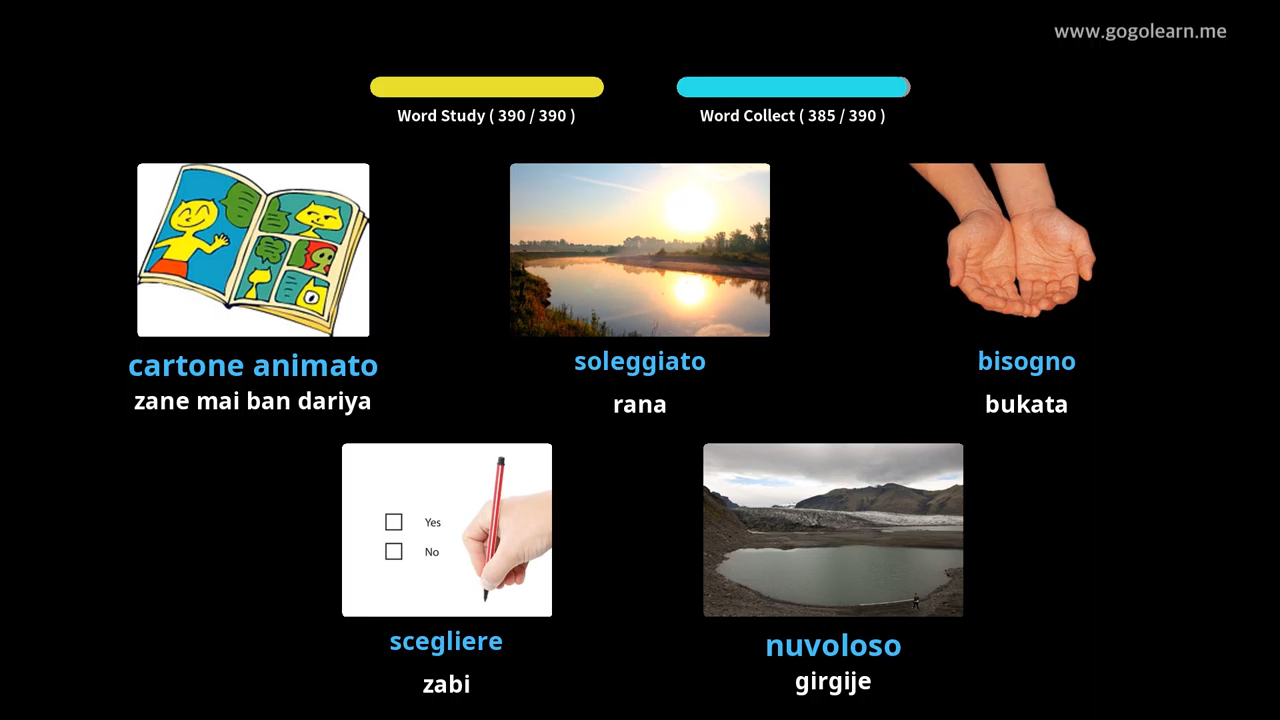 www.gogolearn.me
Word Study ( 390 / 390 )
Word Collect ( 385 / 390 )
cartone animato
zane mai ban dariya
soleggiato
rana
bisogno
bukata
Yes
No
scegliere
zabi
nuvoloso
girgije